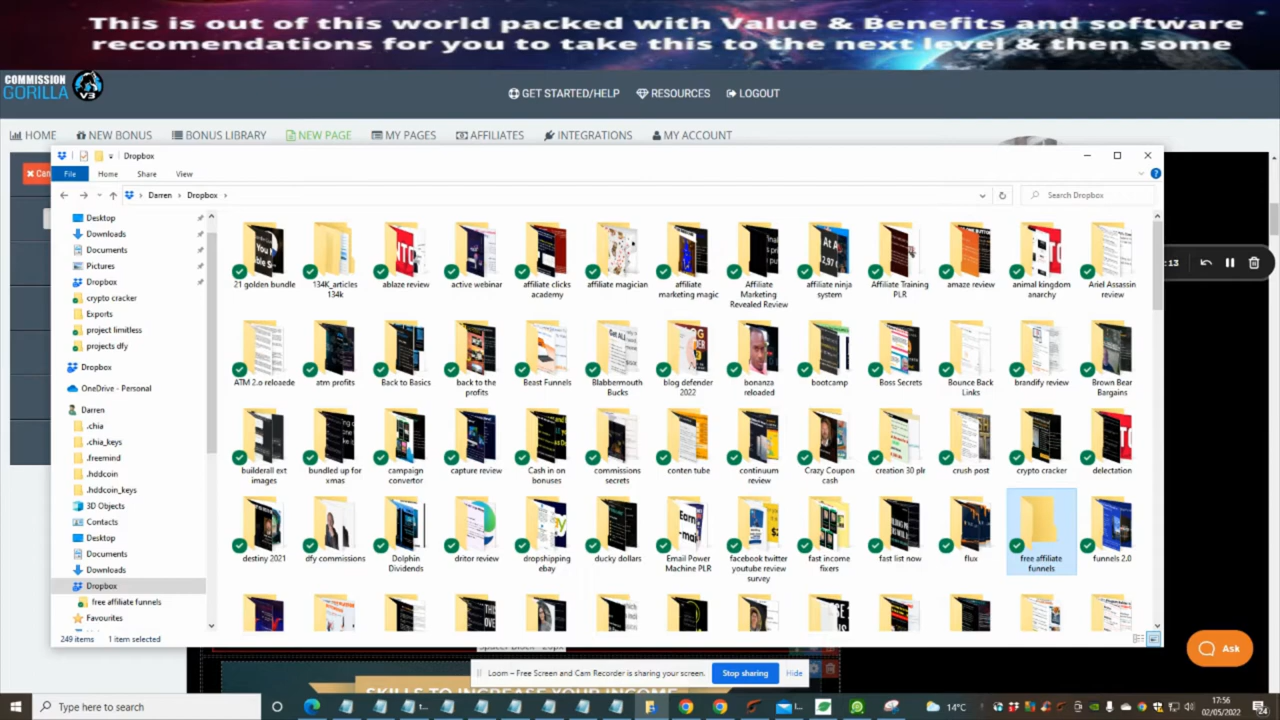 This is out of this world packed with Value & Benefits and software
recomendations for you to take this to the next level & then some
COMMISSION
GORILLA V3
GET STARTED/HELP RESOURCES LOGOUT
HOME NEW BONUS BONUS LIBRARY NEW PAGE MY PAGES AFFILIATES INTEGRATIONS MY ACCOUNT
Dropbox
Can
File Home Share View
Darren Dropbox Search Dropbox
:13
Desktop
Downloads
Documents
Pictures
Dropbox
crypto cracker
Exports
project limitless
projects dfy
Dropbox
OneDrive - Personal
Darren
.chia
.chia_keys
.freemind
.hddcoin
.hddcoin_keys
3D Objects
Contacts
Desktop
Documents
Downloads
Dropbox
free affiliate funnels
Favourites
21 golden bundle
134K_articles 134k
ablaze review
active webinar
affiliate clicks academy
affiliate magician
affiliate marketing magic
Affiliate Marketing Revealed Review
affiliate ninja system
Affiliate Training PLR
amaze review
animal kingdom anarchy
Ariel Assassin review
ATM 2.o reloaede
atm profits
Back to Basics
back to the profits
Beast Funnels
Blabbermouth Bucks
blog defender 2022
bonanza reloaded
bootcamp
Boss Secrets
Bounce Back Links
brandify review
Brown Bear Bargains
builderall ext images
bundled up for xmas
campaign convertor
capture review
Cash in on bonuses
commissions secrets
conten tube
continuum review
Crazy Coupon cash
creation 30 plr
crush post
crypto cracker
delectation
destiny 2021
dfy commissions
Dolphin Dividends
dritor review
dropshipping ebay
ducky dollars
Email Power Machine PLR
facebook twitter youtube review survey
fast income fixers
fast list now
flux
free affiliate funnels
funnels 2.0
249 items 1 item selected
Loom – Free Screen and Cam Recorder is sharing your screen. Stop sharing Hide
SKILLS TO INCREASE YOUR INCOME
Ask
Type here to search
14°C
17:56
02/05/2022
24